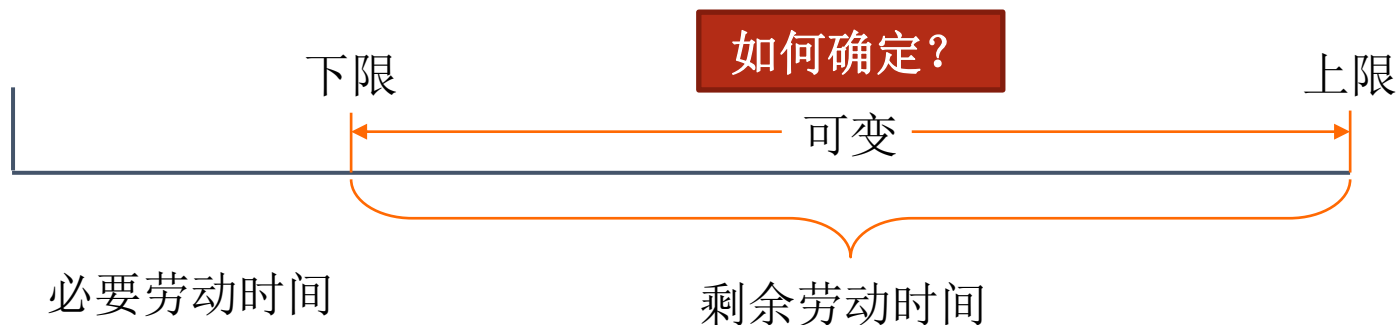 如何确定？
下限
上限
可变
必要劳动时间
剩余劳动时间